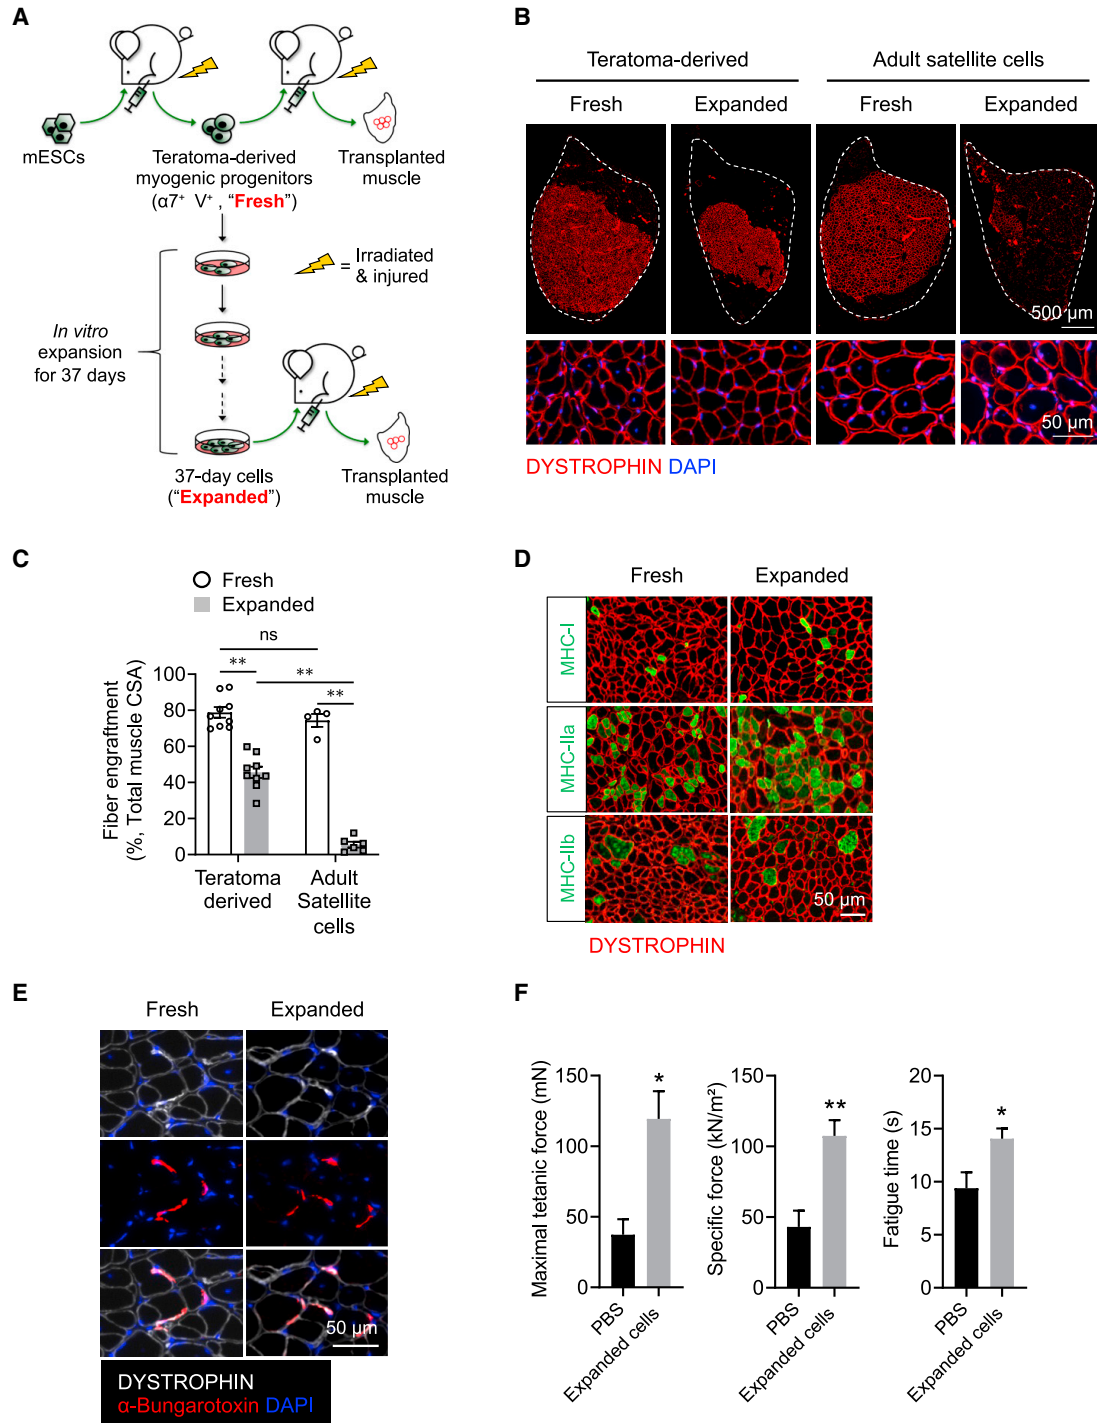 A
mESCs
Teratoma-derived
myogenic progenitors
(α7⁺ V⁺, “Fresh”)
Transplanted
muscle
= Irradiated
& injured
In vitro
expansion
for 37 days
37-day cells
(“Expanded”)
Transplanted
muscle
B
Teratoma-derived Adult satellite cells
Fresh Expanded Fresh Expanded
500 µm
50 µm
DYSTROPHIN DAPI
C
Fresh
Expanded
ns
**
**
**
Fiber engraftment
(%, Total muscle CSA)
100
80
60
40
20
0
Teratoma
derived
Adult
Satellite
cells
D
Fresh Expanded
MHC-I
MHC-IIa
MHC-IIb
50 µm
DYSTROPHIN
E
Fresh Expanded
50 µm
DYSTROPHIN
α-Bungarotoxin DAPI
F
Maximal tetanic force (mN)
150
100
50
0
*
PBS
Expanded cells
Specific force (kN/m²)
150
100
50
0
**
PBS
Expanded cells
Fatigue time (s)
20
15
10
5
0
*
PBS
Expanded cells